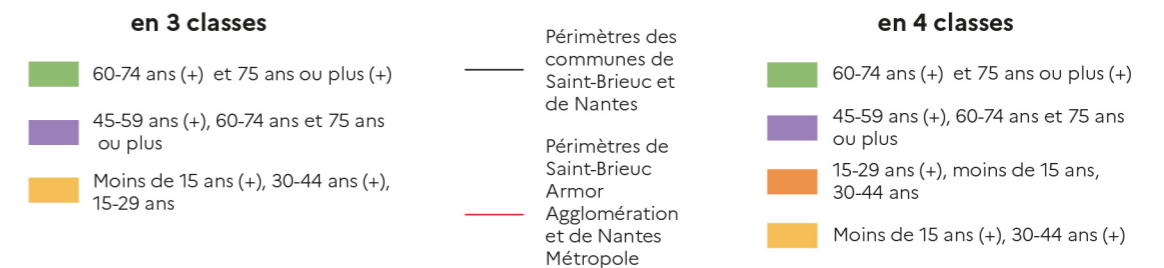 en 3 classes
60-74 ans (+) et 75 ans ou plus (+)
45-59 ans (+), 60-74 ans et 75 ans
ou plus
Moins de 15 ans (+), 30-44 ans (+),
15-29 ans
Périmètres des
communes de
Saint-Brieuc et
de Nantes
Périmètres de
Saint-Brieuc
Armor
Agglomération
et de Nantes
Métropole
en 4 classes
60-74 ans (+) et 75 ans ou plus (+)
45-59 ans (+), 60-74 ans et 75 ans
ou plus
15-29 ans (+), moins de 15 ans,
30-44 ans
Moins de 15 ans (+), 30-44 ans (+)